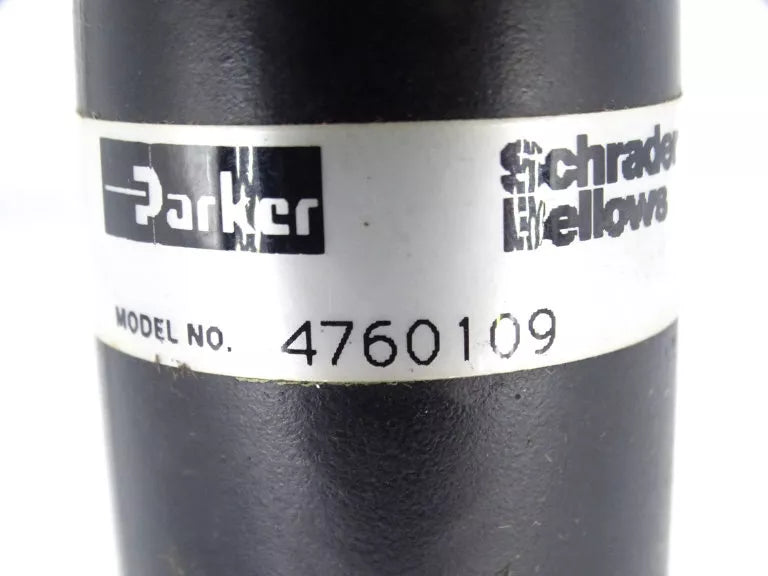 Parker
Schrader
Bellows
MODEL NO. 4760109